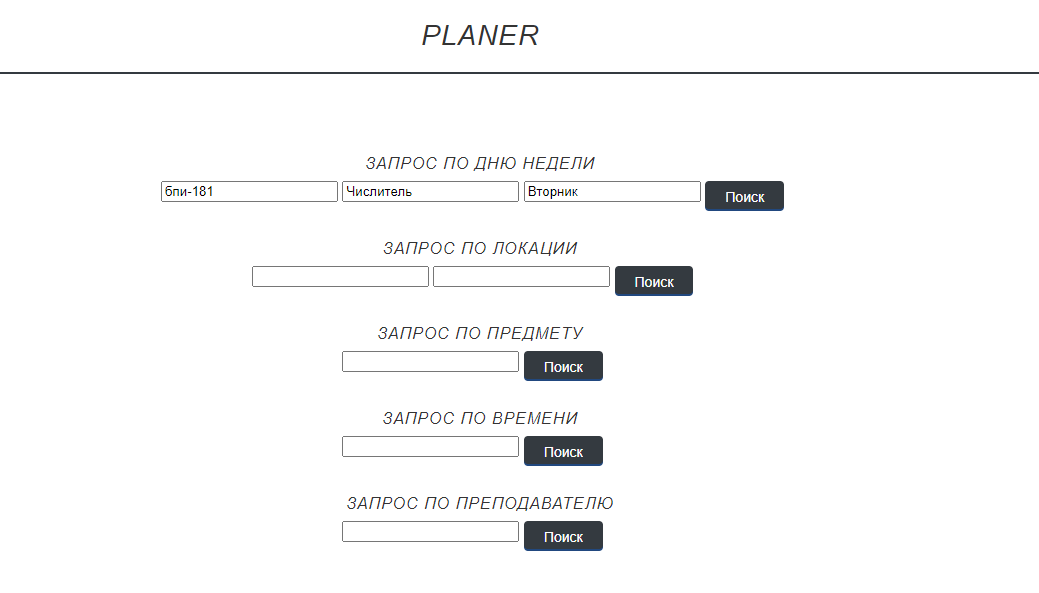 PLANER
ЗАПРОС ПО ДНЮ НЕДЕЛИ
бпи-181 Числитель Вторник Поиск
ЗАПРОС ПО ЛОКАЦИИ
Поиск
ЗАПРОС ПО ПРЕДМЕТУ
Поиск
ЗАПРОС ПО ВРЕМЕНИ
Поиск
ЗАПРОС ПО ПРЕПОДАВАТЕЛЮ
Поиск